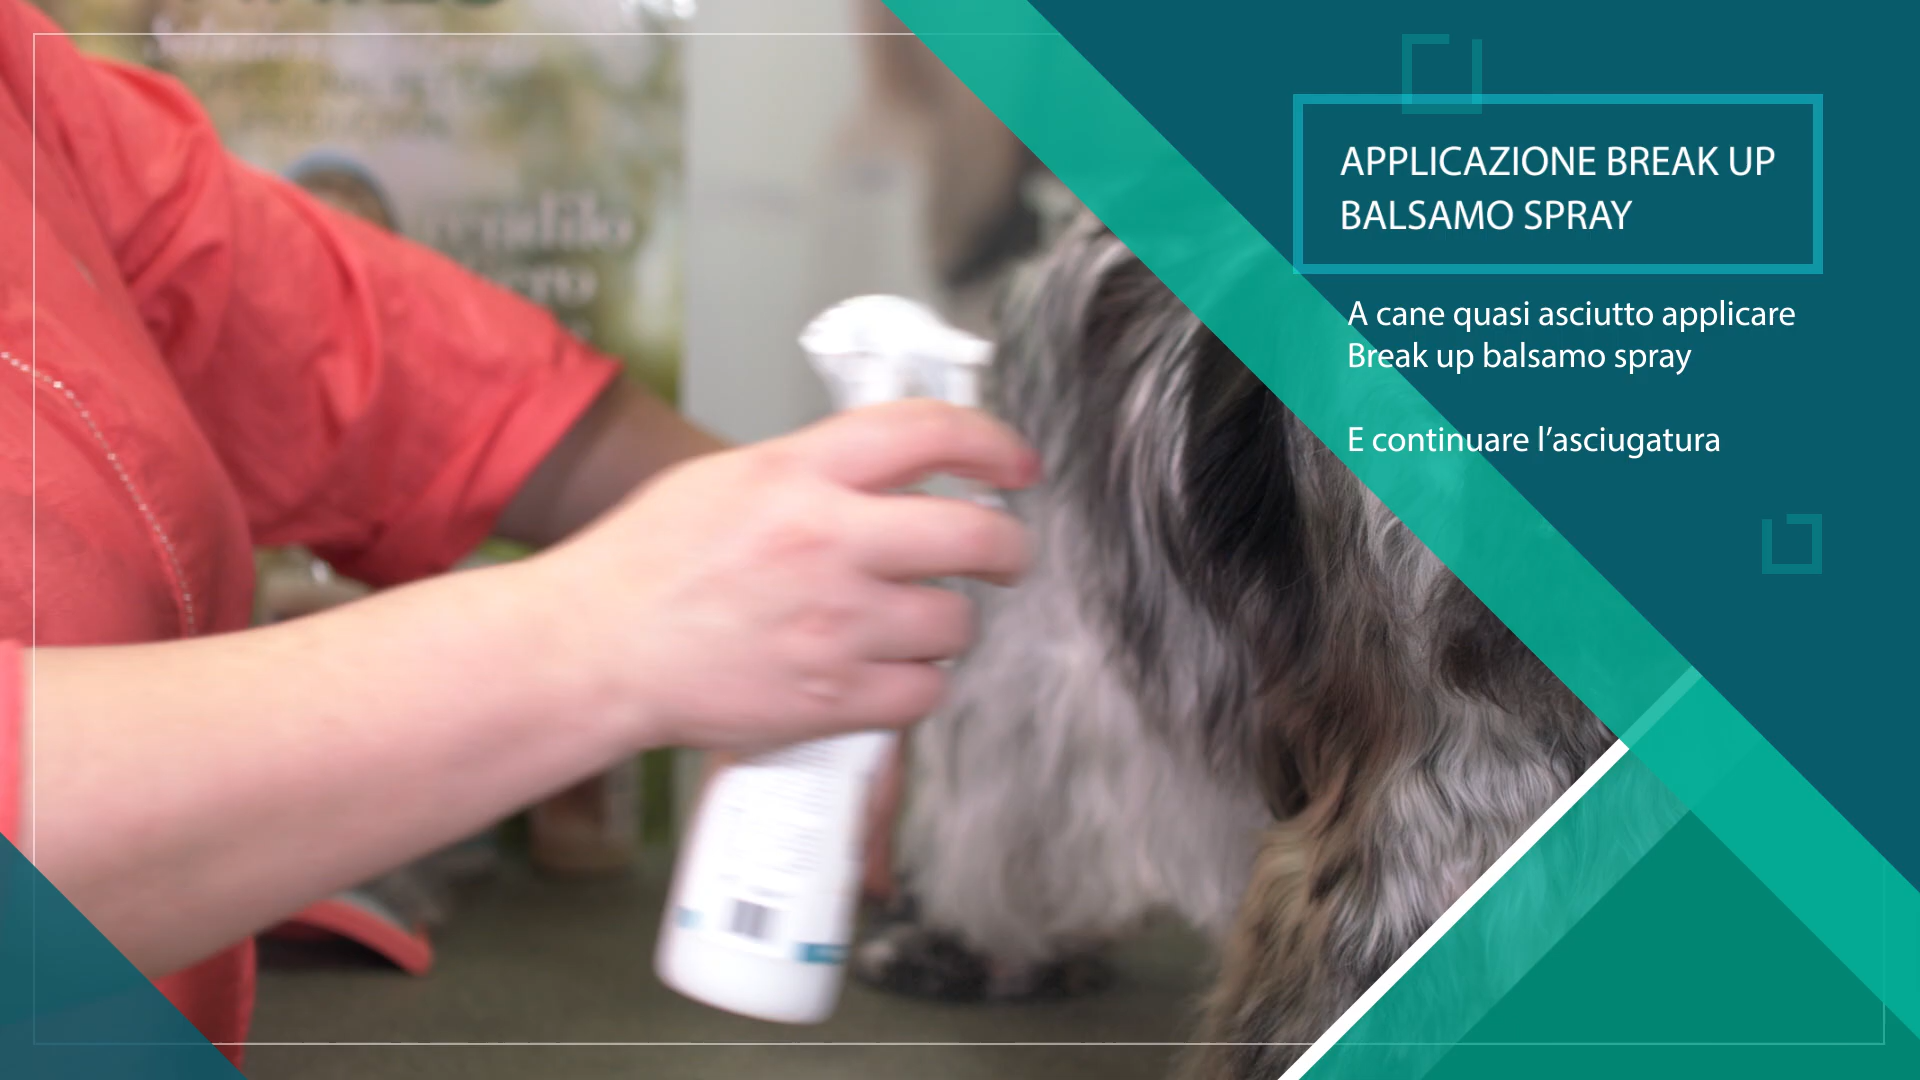 APPLICAZIONE BREAK UP
BALSAMO SPRAY
A cane quasi asciutto applicare
Break up balsamo spray
E continuare l’asciugatura